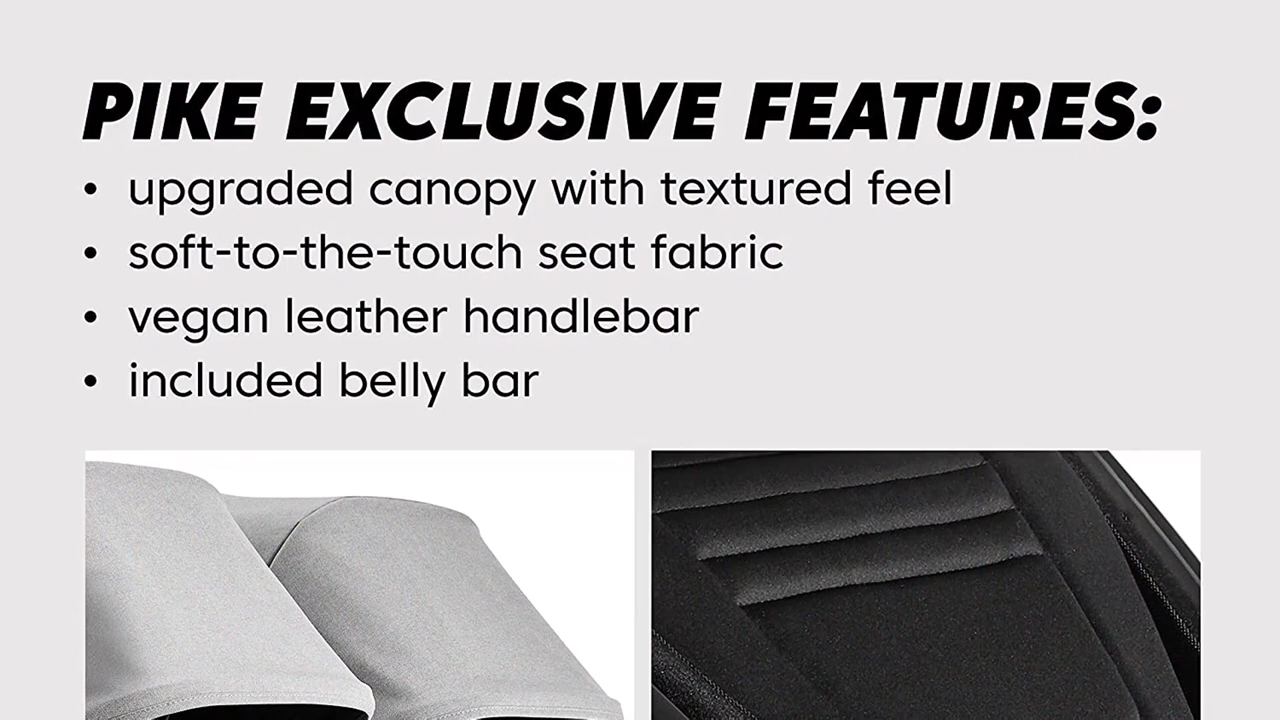 PIKE EXCLUSIVE FEATURES:
• upgraded canopy with textured feel
• soft-to-the-touch seat fabric
• vegan leather handlebar
• included belly bar